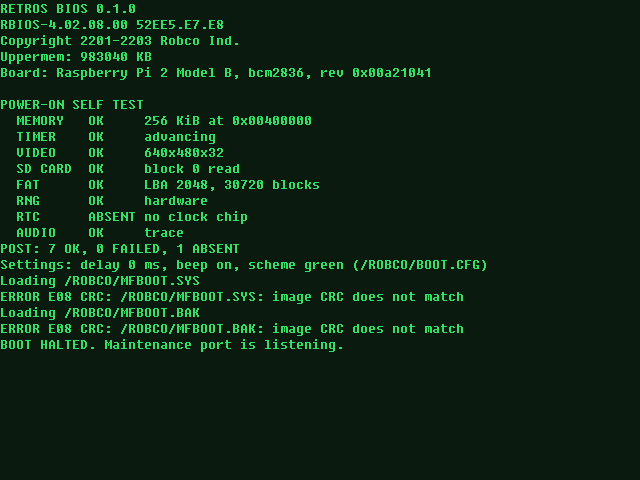 RETROS BIOS 0.1.0
RBIOS-4.02.08.00 52EE5.E7.E8
Copyright 2201-2203 Robco Ind.
Uppermem: 983040 KB
Board: Raspberry Pi 2 Model B, bcm2836, rev 0x00a21041
POWER-ON SELF TEST
MEMORY OK 256 KiB at 0x00400000
TIMER OK advancing
VIDEO OK 640x480x32
SD CARD OK block 0 read
FAT OK LBA 2048, 30720 blocks
RNG OK hardware
RTC ABSENT no clock chip
AUDIO OK trace
POST: 7 OK, 0 FAILED, 1 ABSENT
Settings: delay 0 ms, beep on, scheme green (/ROBCO/BOOT.CFG)
Loading /ROBCO/MFBOOT.SYS
ERROR E08 CRC: /ROBCO/MFBOOT.SYS: image CRC does not match
Loading /ROBCO/MFBOOT.BAK
ERROR E08 CRC: /ROBCO/MFBOOT.BAK: image CRC does not match
BOOT HALTED. Maintenance port is listening.